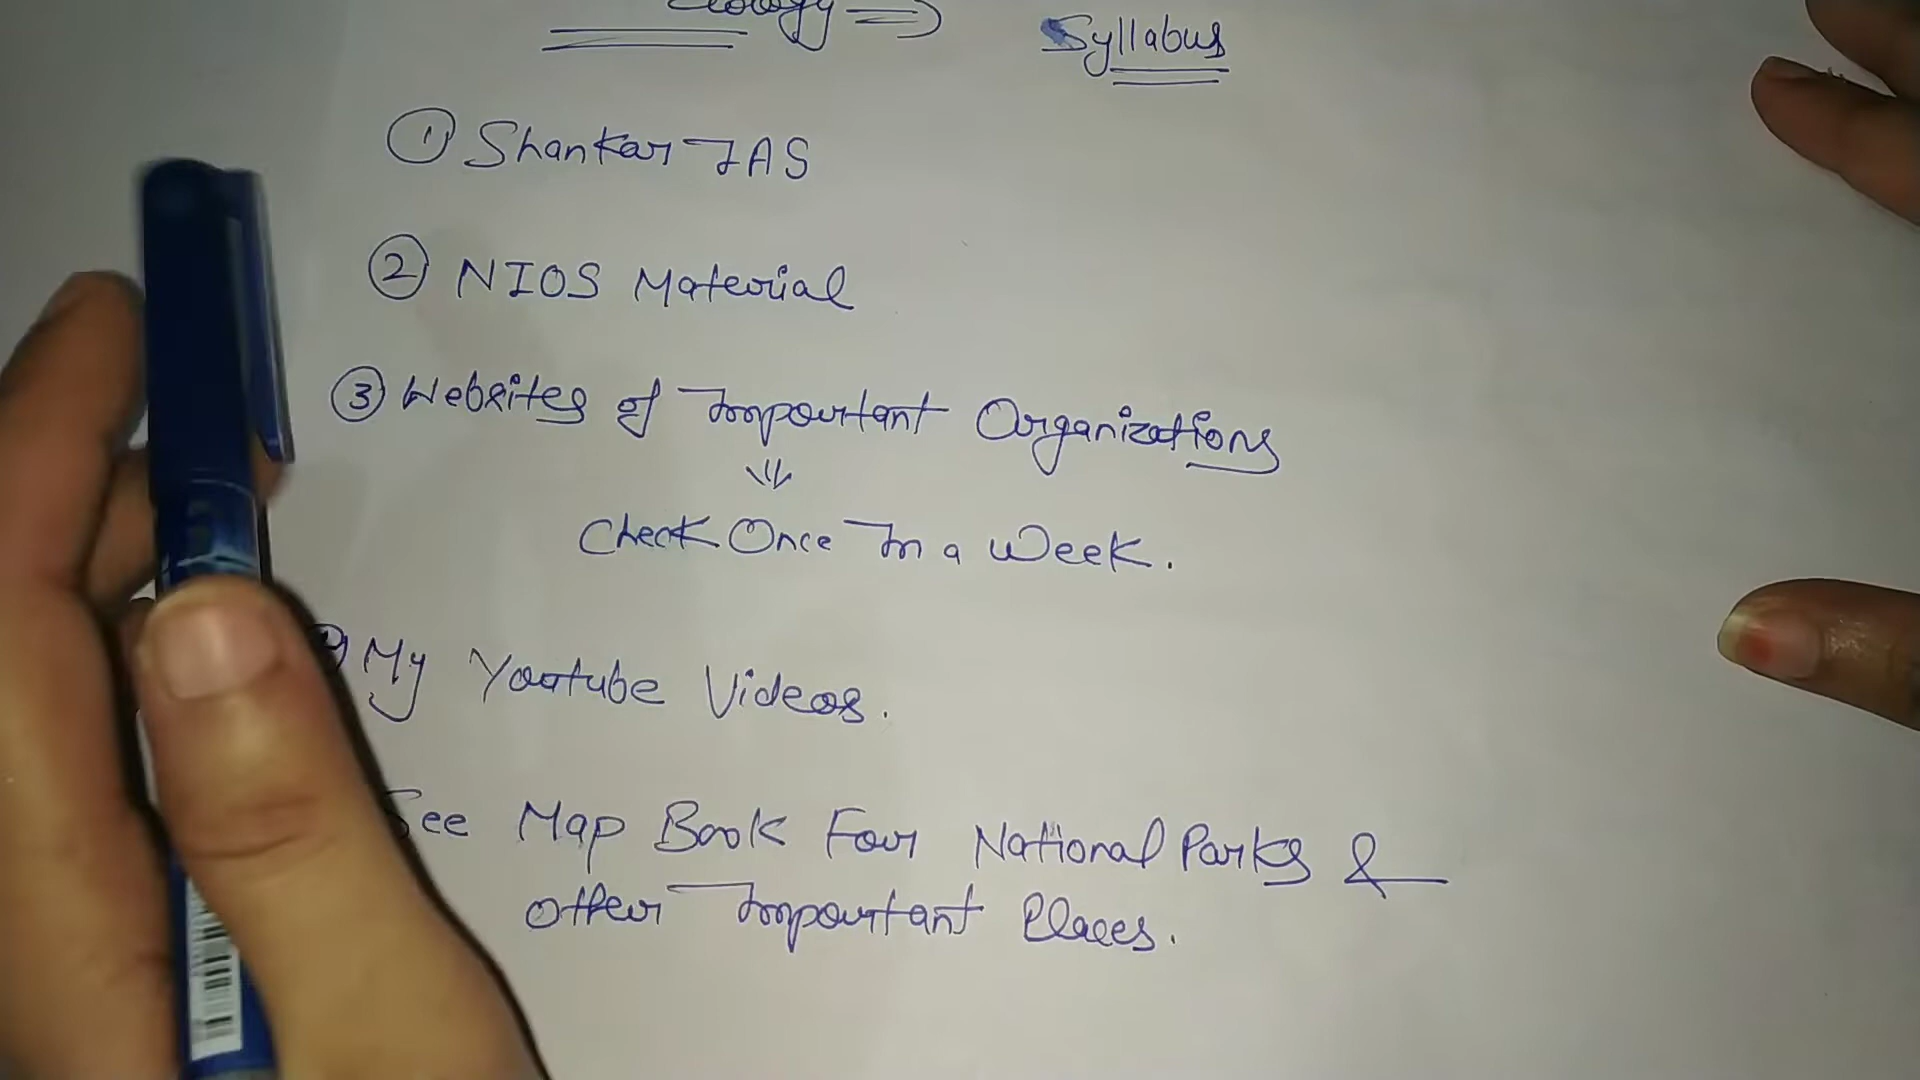 Syllabus
① Shankar IAS
② NIOS Material
③ Websites of Important Organizations
Check Once In a Week.
My Youtube Videos.
See Map Book For National Parks &
Other Important Places.